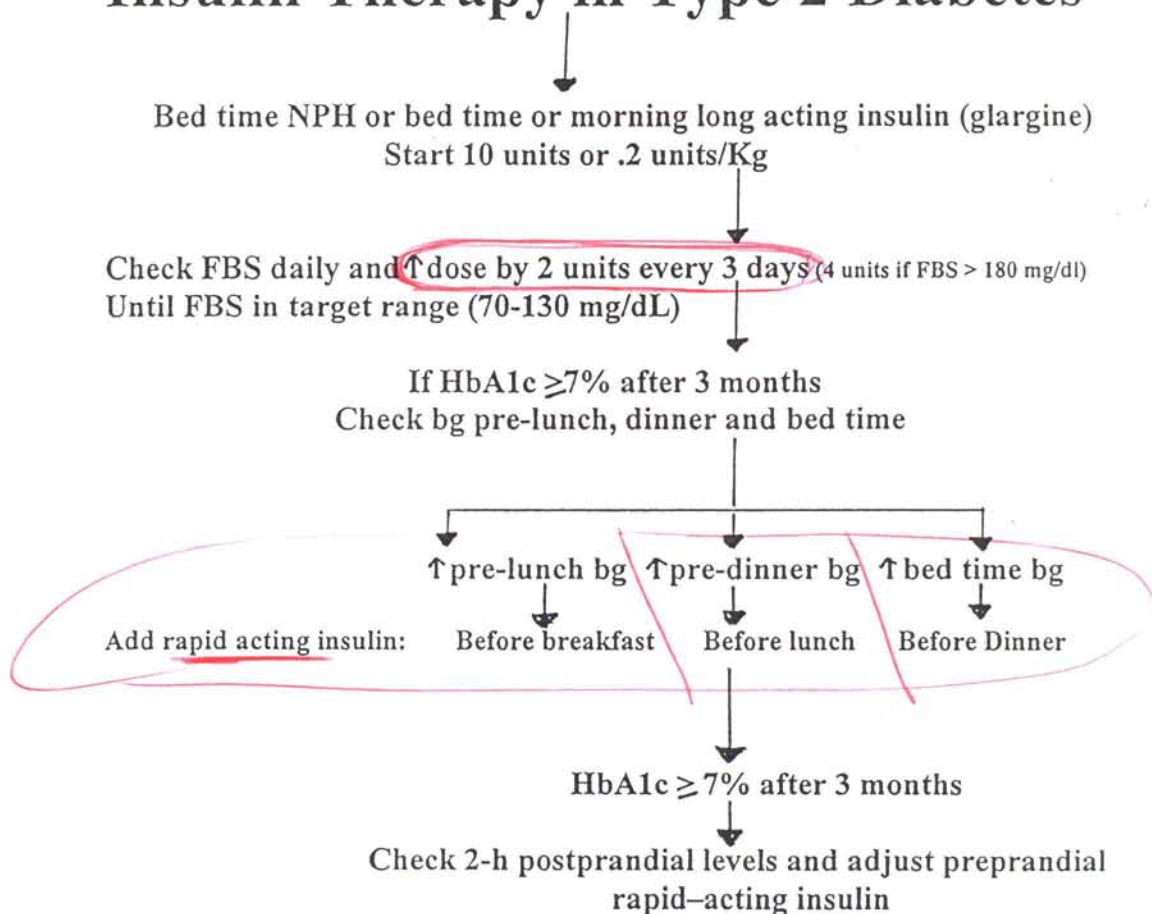 Insulin Therapy in Type 2 Diabetes
Bed time NPH or bed time or morning long acting insulin (glargine)
Start 10 units or .2 units/Kg
Check FBS daily and ↑dose by 2 units every 3 days (4 units if FBS > 180 mg/dl)
Until FBS in target range (70-130 mg/dL)
If HbA1c ≥7% after 3 months
Check bg pre-lunch, dinner and bed time
↑pre-lunch bg ↑pre-dinner bg ↑bed time bg
Add rapid acting insulin: Before breakfast Before lunch Before Dinner
HbA1c ≥ 7% after 3 months
Check 2-h postprandial levels and adjust preprandial
rapid–acting insulin